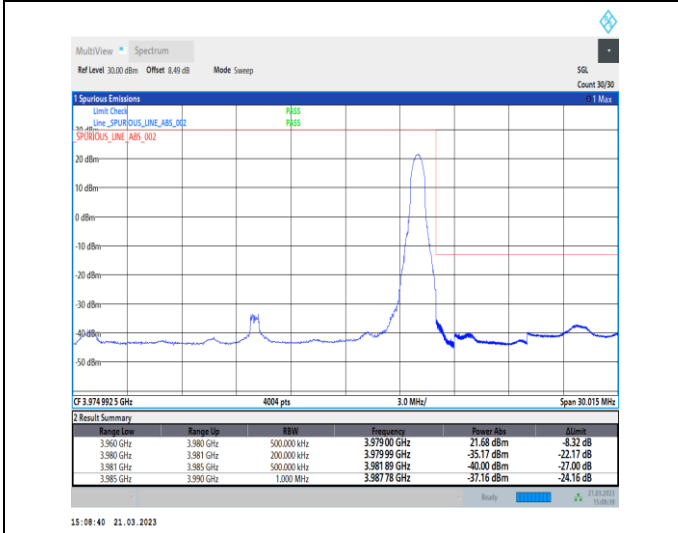 MultiView Spectrum
Ref Level 30.00 dBm Offset 8.49 dB Mode Sweep SGL
Count 30/30
1 Spurious Emissions 1 Max
Limit Check PASS
Line _SPURIOUS_LINE_ABS_002 PASS
30 dBm
_SPURIOUS_LINE_ABS_002
20 dBm
10 dBm
0 dBm
-10 dBm
-20 dBm
-30 dBm
-40 dBm
-50 dBm
CF 3.974 992 5 GHz 4004 pts 3.0 MHz/ Span 30.015 MHz
2 Result Summary
Range Low Range Up RBW Frequency Power Abs ΔLimit
3.960 GHz 3.980 GHz 500.000 kHz 3.979 00 GHz 21.68 dBm -8.32 dB
3.980 GHz 3.981 GHz 200.000 kHz 3.979 99 GHz -35.17 dBm -22.17 dB
3.981 GHz 3.985 GHz 500.000 kHz 3.981 89 GHz -40.00 dBm -27.00 dB
3.985 GHz 3.990 GHz 1.000 MHz 3.987 78 GHz -37.16 dBm -24.16 dB
Ready 21.03.2023
15:08:39
15:08:40 21.03.2023